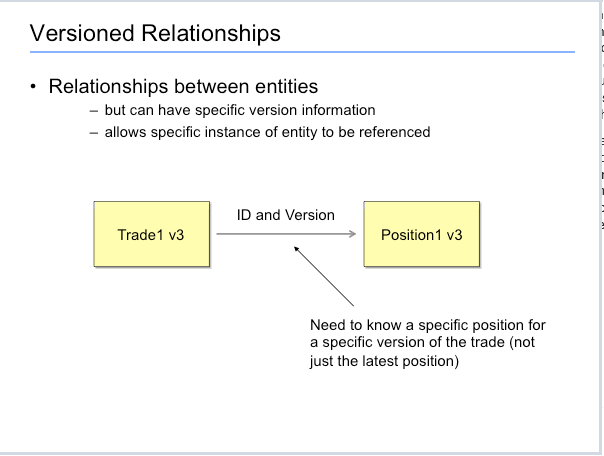 Versioned Relationships
• Relationships between entities
– but can have specific version information
– allows specific instance of entity to be referenced
ID and Version
Trade1 v3
Position1 v3
Need to know a specific position for
a specific version of the trade (not
just the latest position)